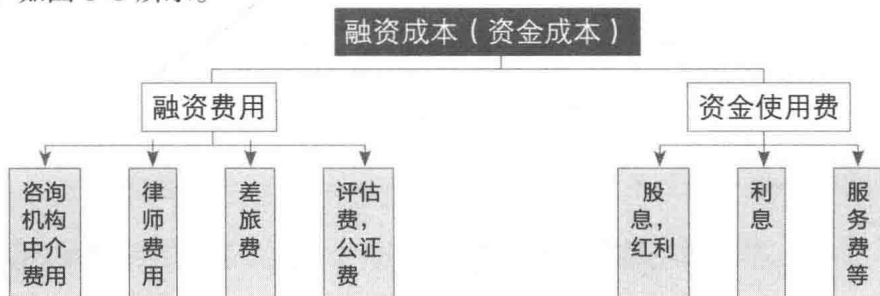 融资成本（资金成本）
融资费用
资金使用费
咨询
机构
中介
费用
律
师
费
用
差
旅
费
评估
费，
公证
费
股
息，
红利
利
息
服
务
费
等